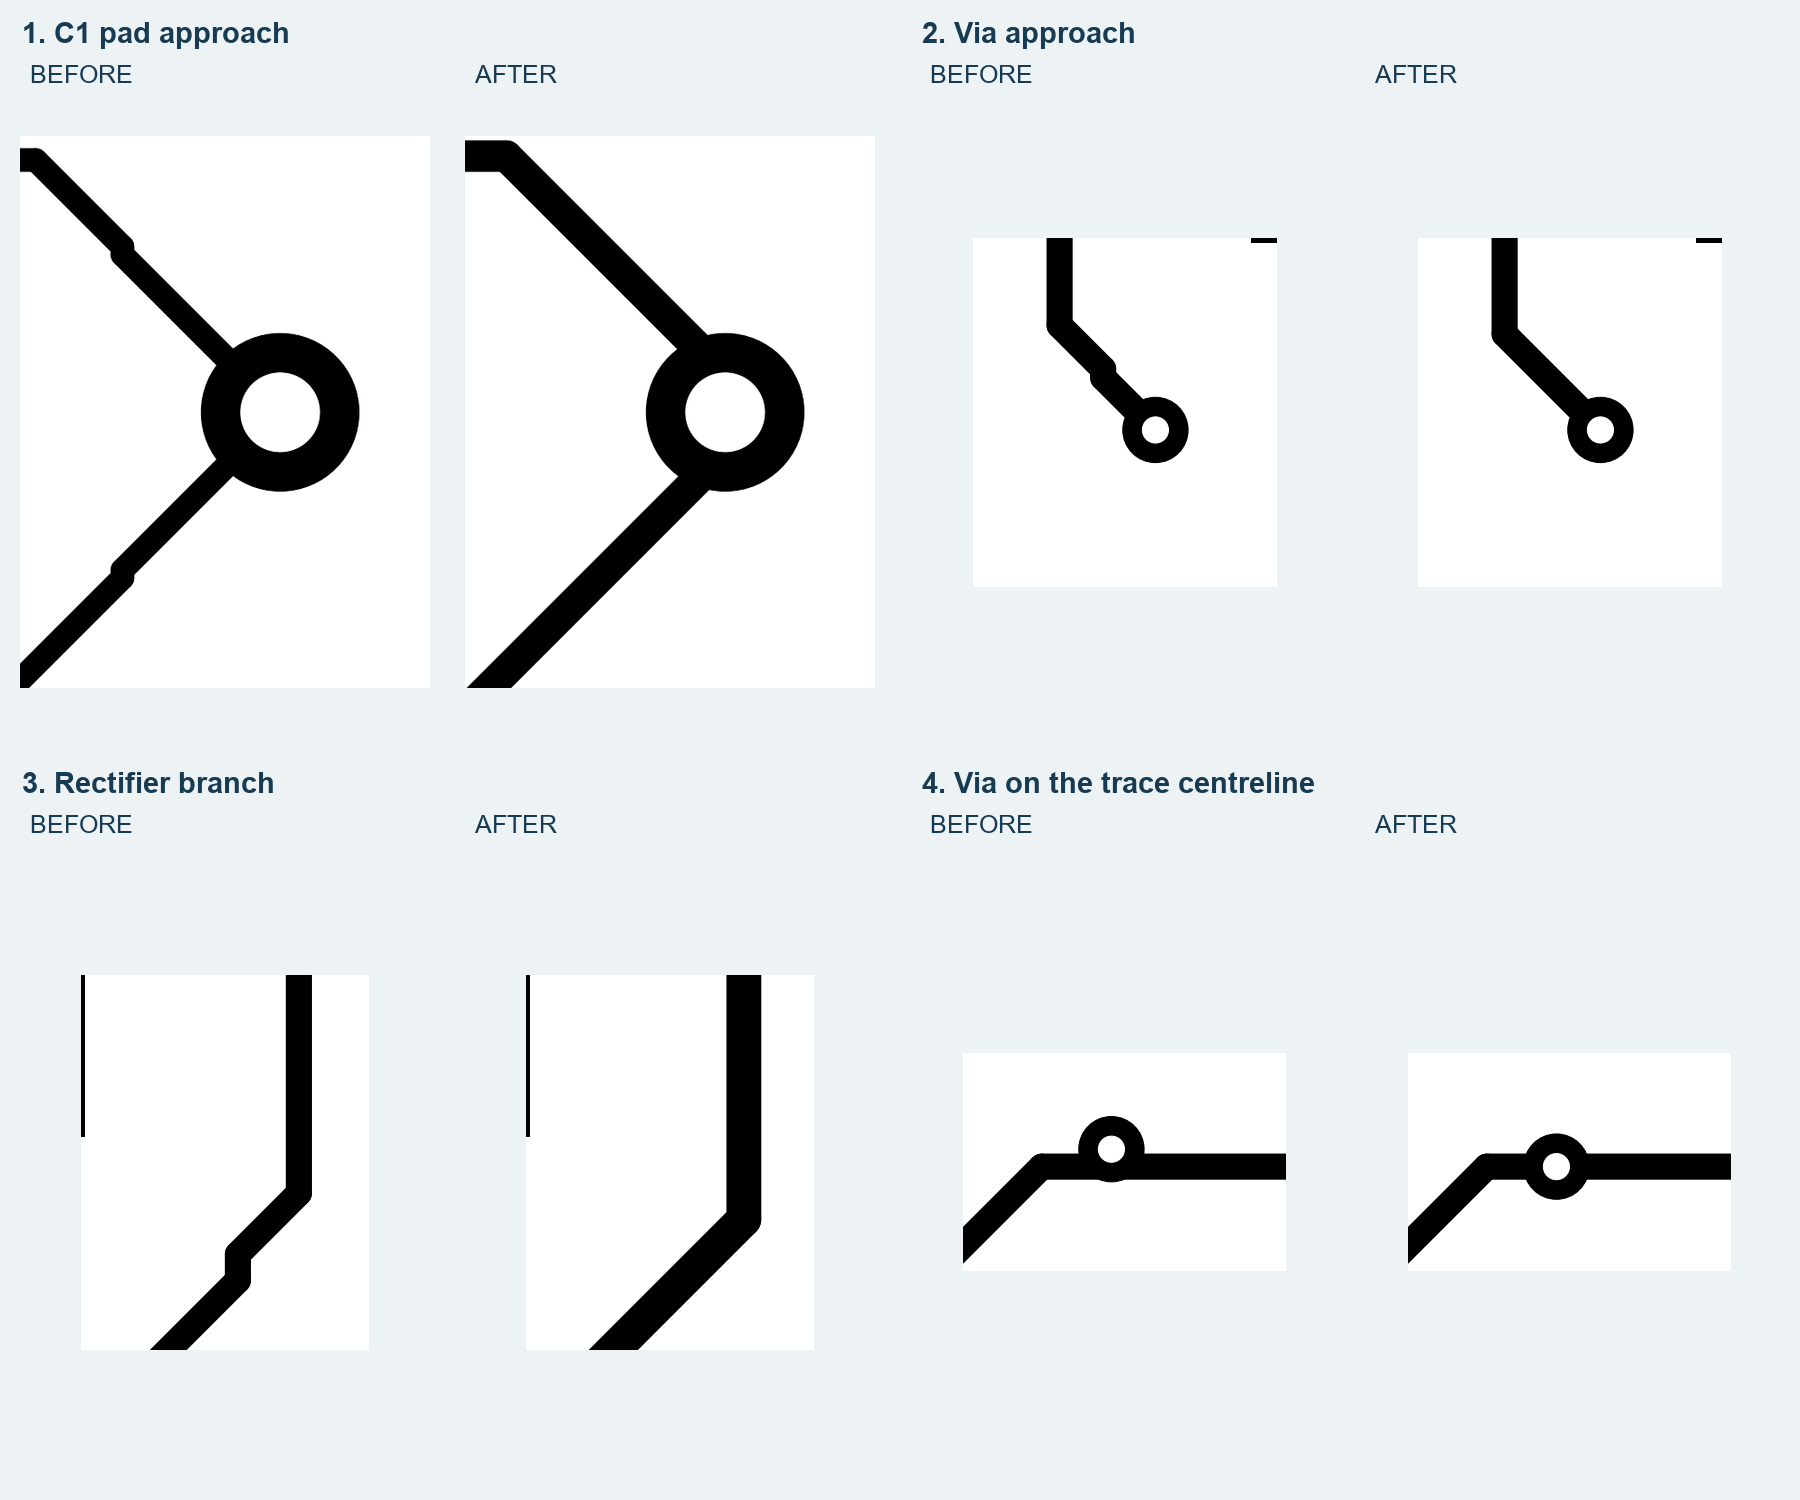 1. C1 pad approach
BEFORE
AFTER
2. Via approach
BEFORE
AFTER
3. Rectifier branch
BEFORE
AFTER
4. Via on the trace centreline
BEFORE
AFTER